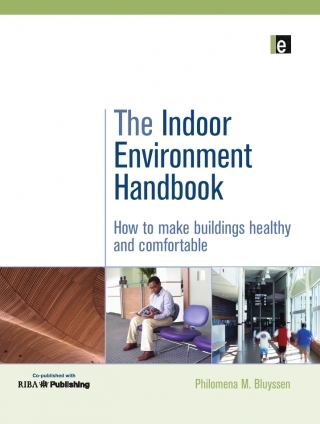 e
The Indoor
Environment
Handbook
How to make buildings healthy
and comfortable
Co-published with
RIBA Publishing
Philomena M. Bluyssen